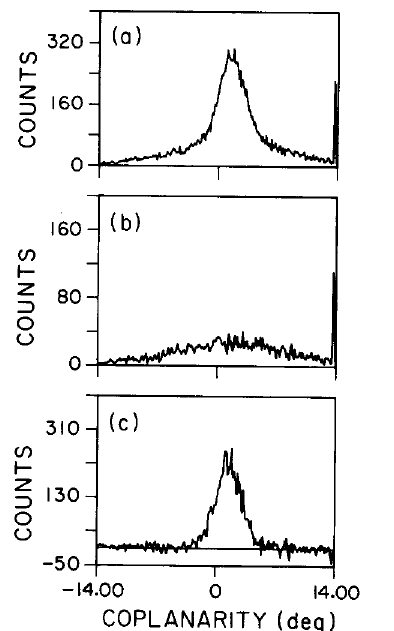 (a)
320
160
0
COUNTS
(b)
160
80
0
COUNTS
(c)
310
130
-50
COUNTS
-14.00 0 14.00
COPLANARITY (deg)